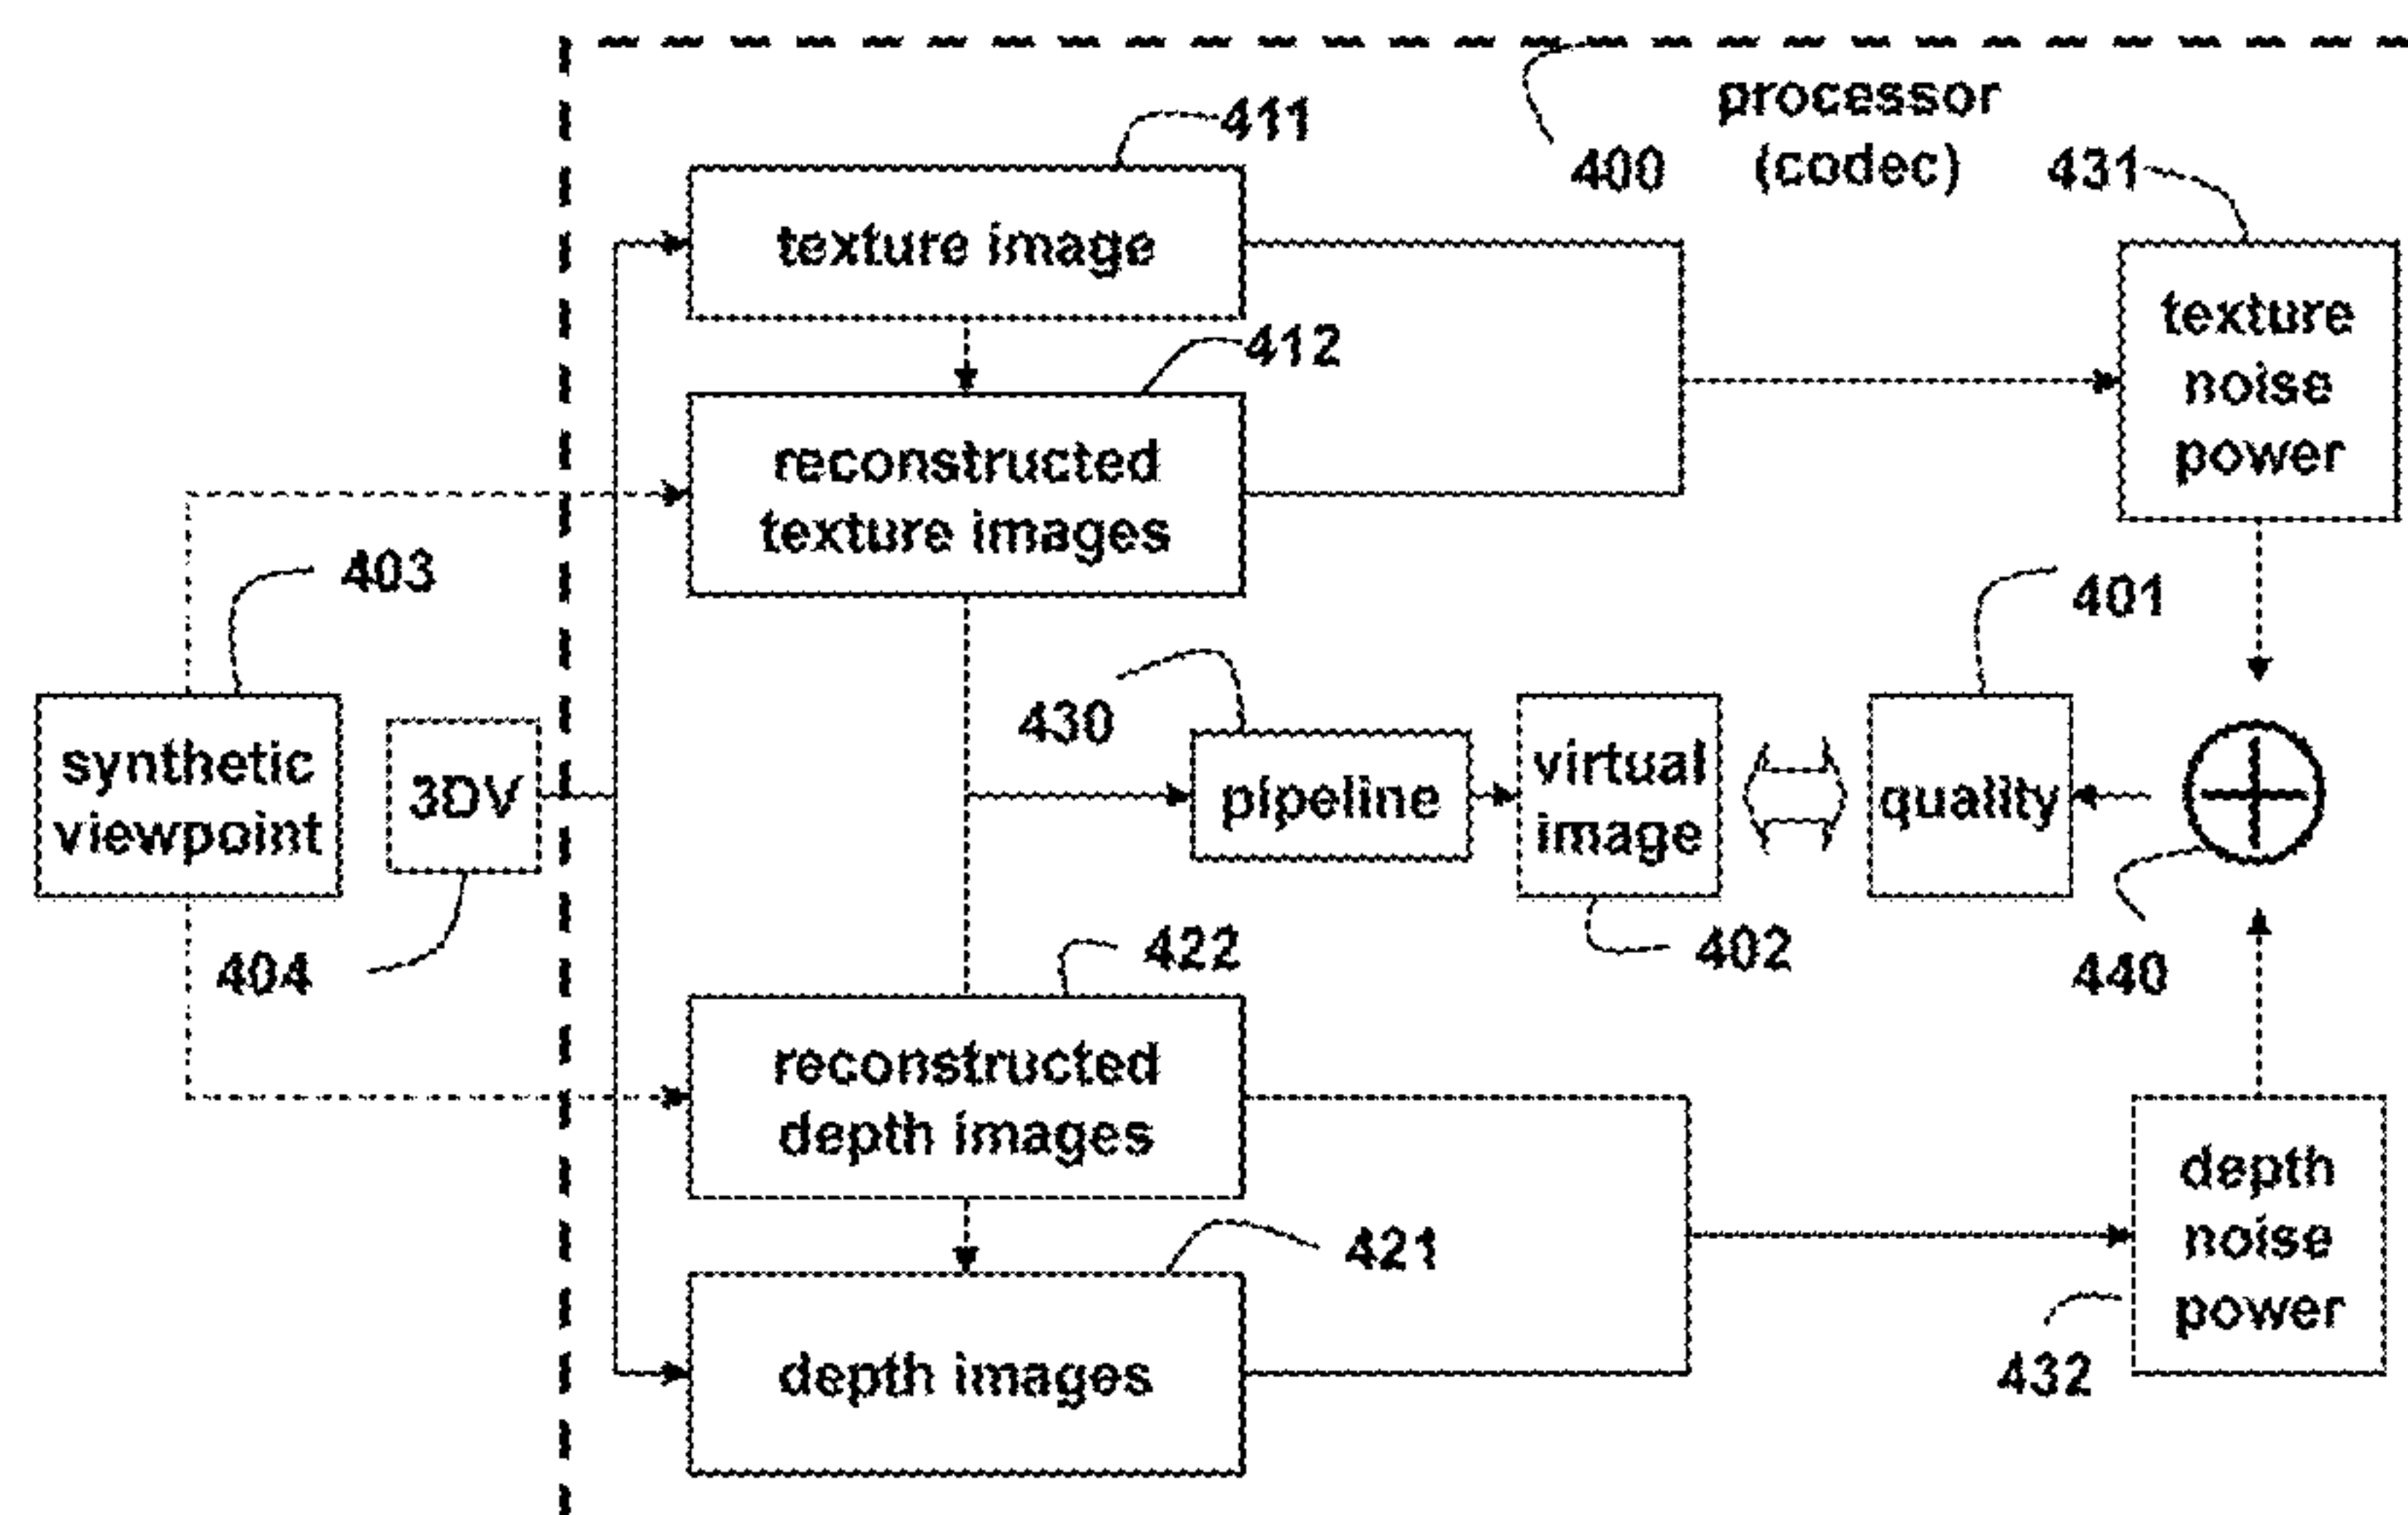 processor
(codec)
400
411
texture image
431
texture
noise
power
412
reconstructed
texture images
403
synthetic
viewpoint
3DV
404
401
430
pipeline
virtual
image
quality
402
440
422
reconstructed
depth images
421
depth images
depth
noise
power
432